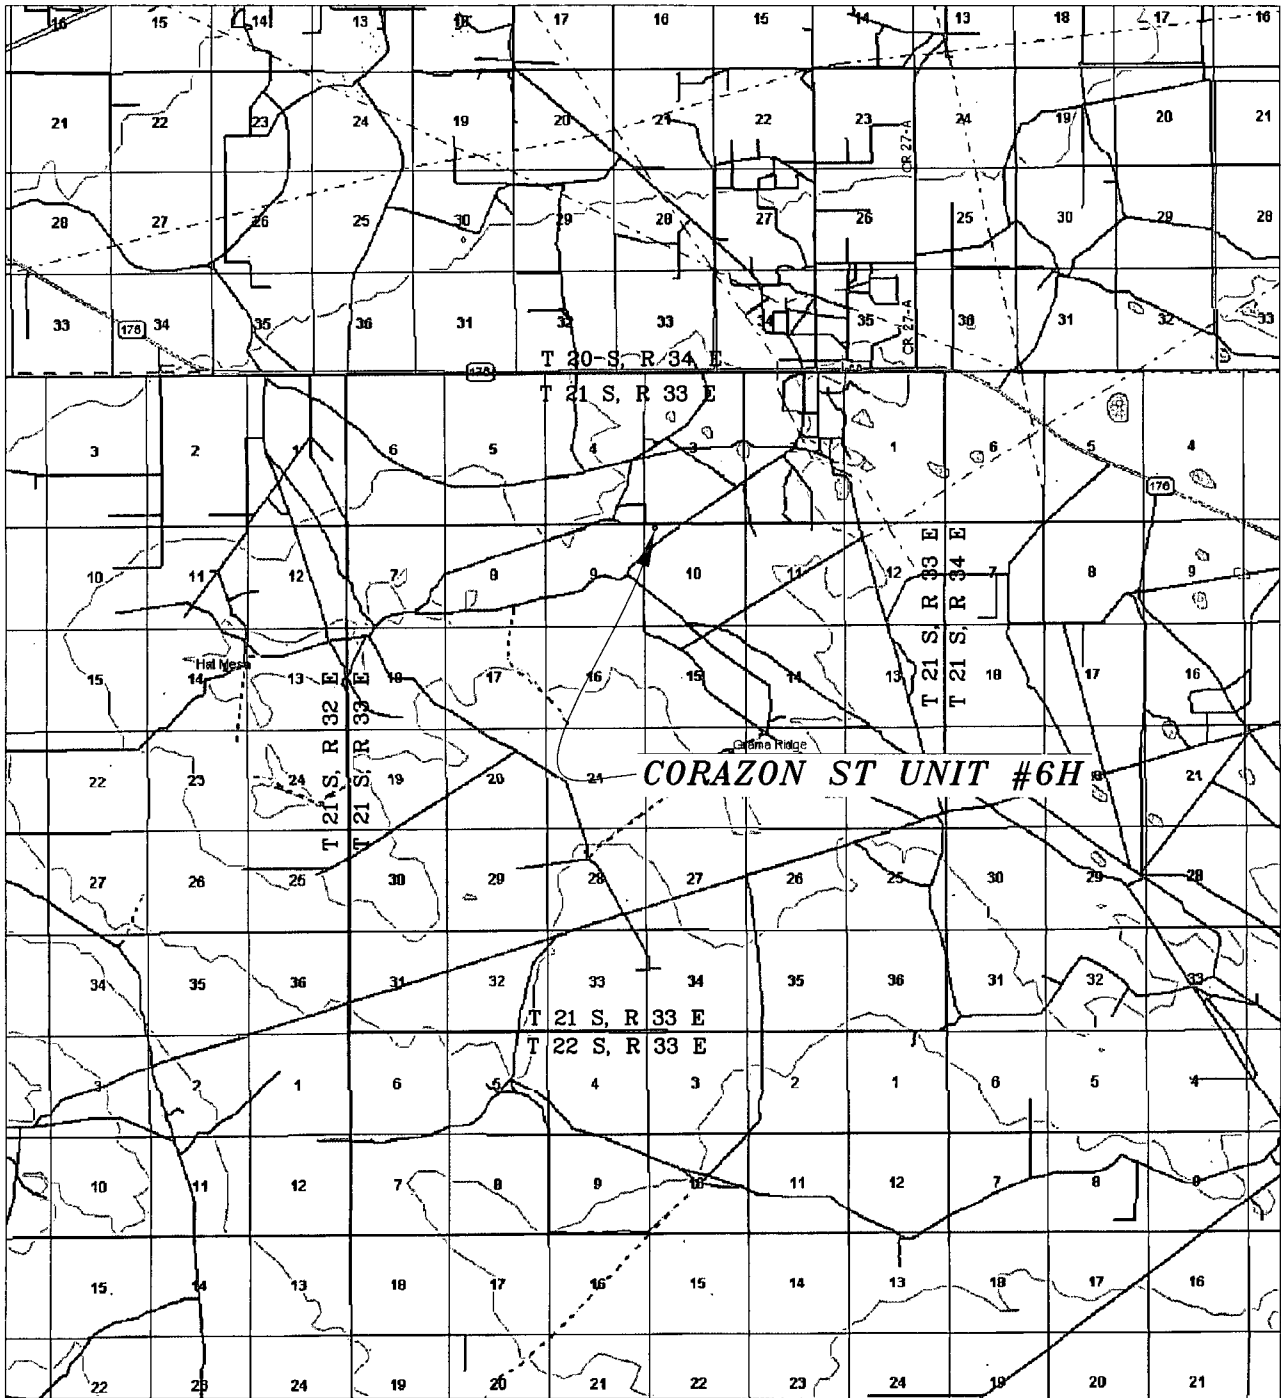 16 15 14 13 18 17 16 15 14 13 18 17 16
21 22 23 24 19 20 21 22 23 24 19 20 21
CR 27-A
28 27 26 25 30 29 28 27 26 25 30 29 28
33 176 34 35 36 31 32 33 34 35 36 31 32 33
CR 27-A
T 20-S, R 34 E
176
T 21 S, R 33 E
3 2 1 6 5 4 3 1 6 5 4
176
10 11 12 7 8 9 10 11 12 7 8 9
T 21 S, R 33 E
T 21 S, R 34 E
Hat Mesa
15 14 13 18 17 16 15 14 13 18 17 16
T 21 S, R 32 E
T 21 S, R 33 E
Grama Ridge
CORAZON ST UNIT #6H
22 23 24 19 20 21 21
27 26 25 30 29 28 27 26 25 30 29 28
34 35 36 31 32 33 34 35 36 31 32 33
T 21 S, R 33 E
T 22 S, R 33 E
3 2 1 6 5 4 3 2 1 6 5 4
10 11 12 7 8 9 10 11 12 7 8 9
15 14 13 18 17 16 15 14 13 18 17 16
22 23 24 19 20 21 22 23 24 19 20 21